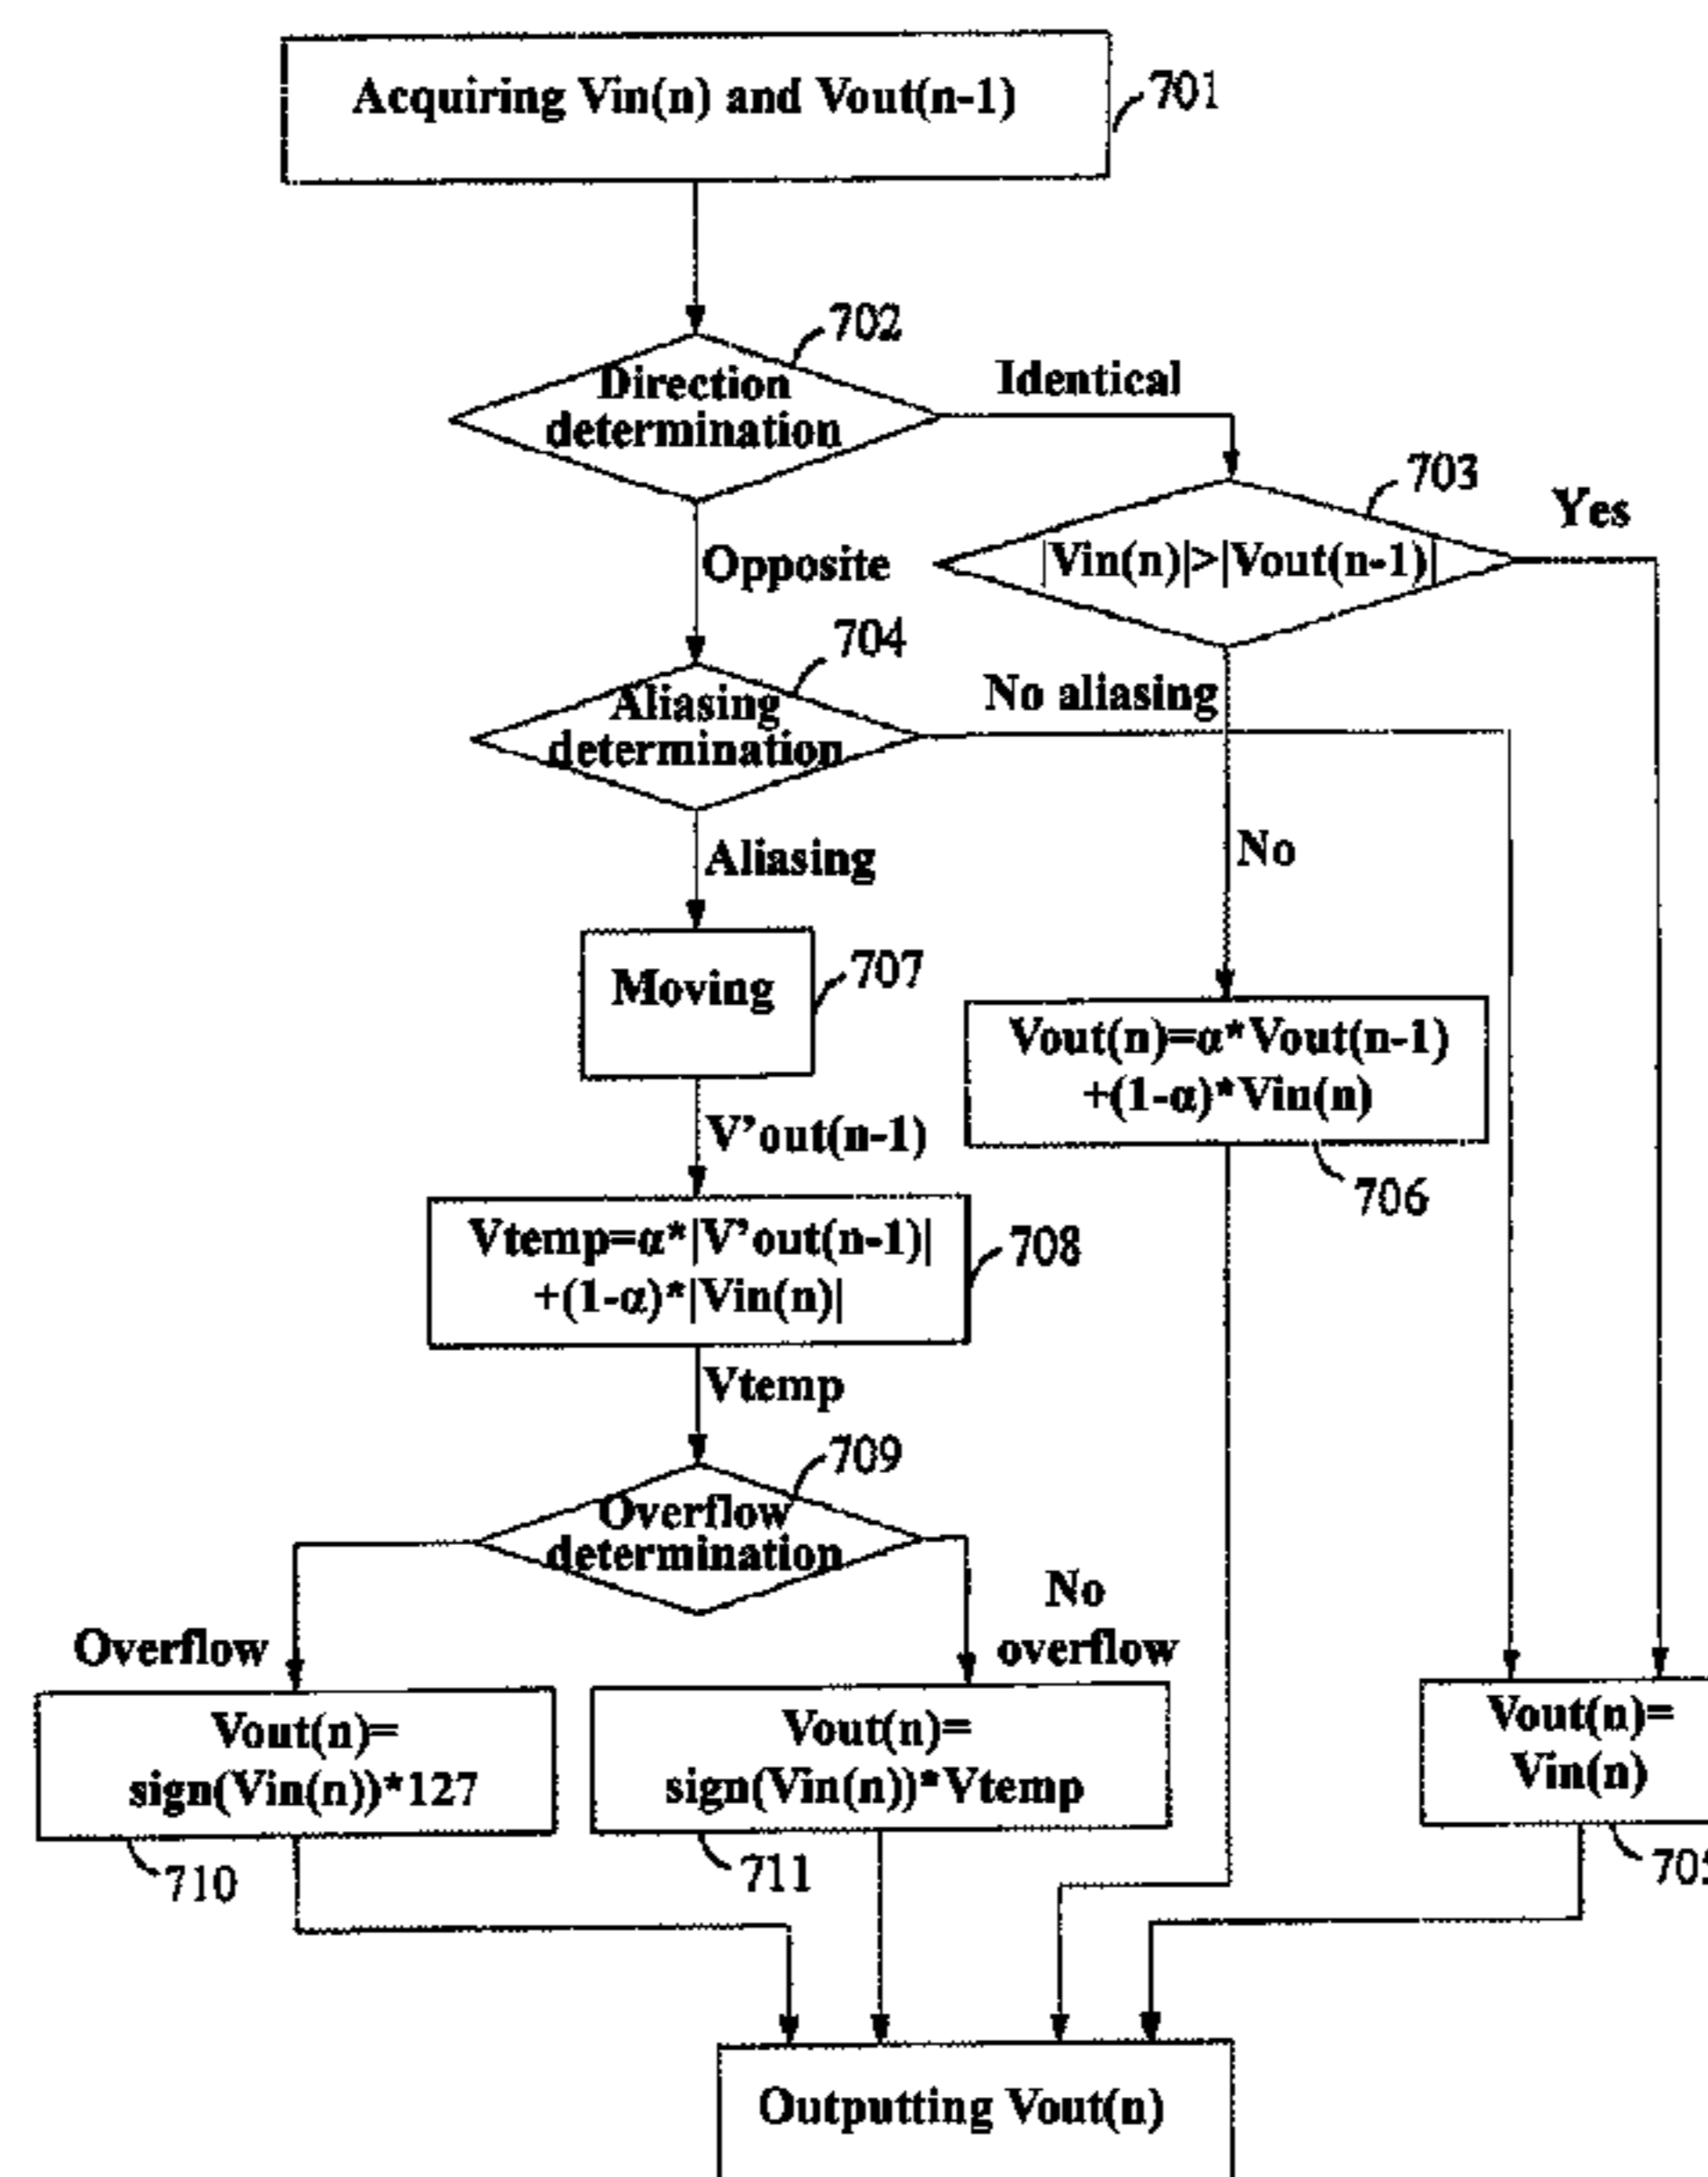 Acquiring Vin(n) and Vout(n-1)
701
702
Direction
determination
Identical
703
Yes
|Vin(n)|>|Vout(n-1)|
Opposite
704
Aliasing
determination
No aliasing
No
Aliasing
Moving
707
Vout(n)=α*Vout(n-1)
+(1-α)*Vin(n)
706
V'out(n-1)
Vtemp=α*|V'out(n-1)|
+(1-α)*|Vin(n)|
708
Vtemp
709
Overflow
determination
Overflow
No
overflow
Vout(n)=
sign(Vin(n))*127
710
Vout(n)=
sign(Vin(n))*Vtemp
711
Vout(n)=
Vin(n)
Outputting Vout(n)